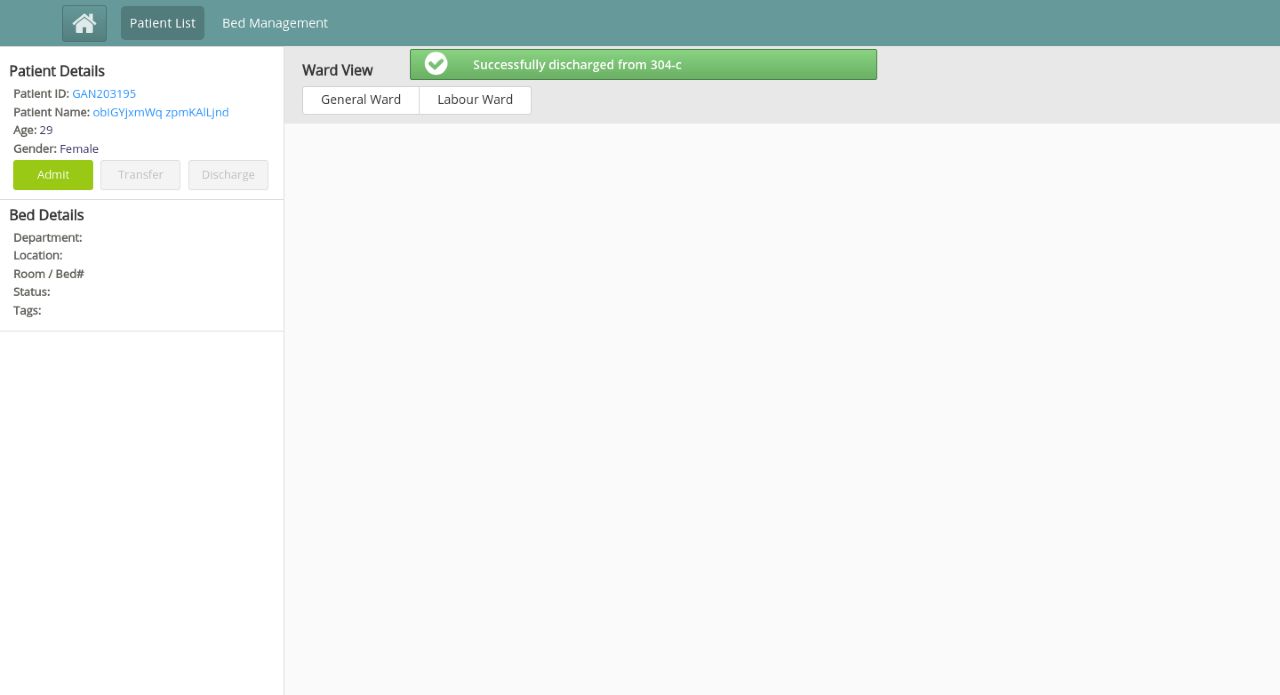 Patient List Bed Management
Patient Details
Patient ID: GAN203195
Patient Name: obIGYjxmWq zpmKAlLjnd
Age: 29
Gender: Female
Admit Transfer Discharge
Bed Details
Department:
Location:
Room / Bed#
Status:
Tags:
Ward View
Successfully discharged from 304-c
General Ward Labour Ward